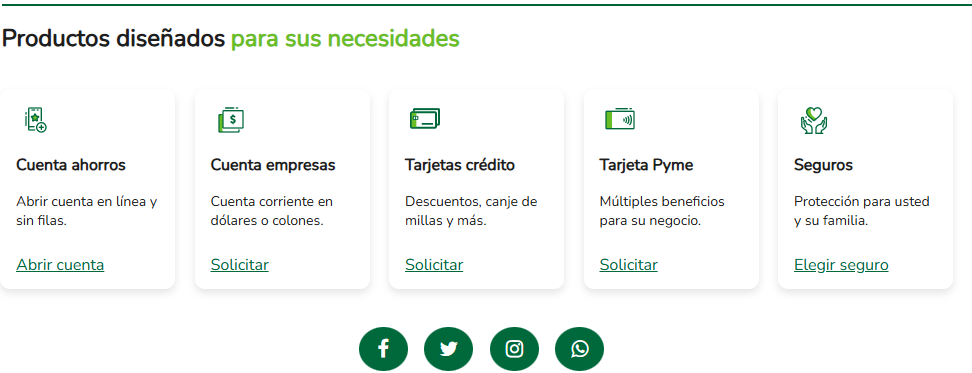 Productos diseñados para sus necesidades
Cuenta ahorros
Abrir cuenta en línea y
sin filas.
Abrir cuenta
$
Cuenta empresas
Cuenta corriente en
dólares o colones.
Solicitar
Tarjetas crédito
Descuentos, canje de
millas y más.
Solicitar
Tarjeta Pyme
Múltiples beneficios
para su negocio.
Solicitar
Seguros
Protección para usted
y su familia.
Elegir seguro